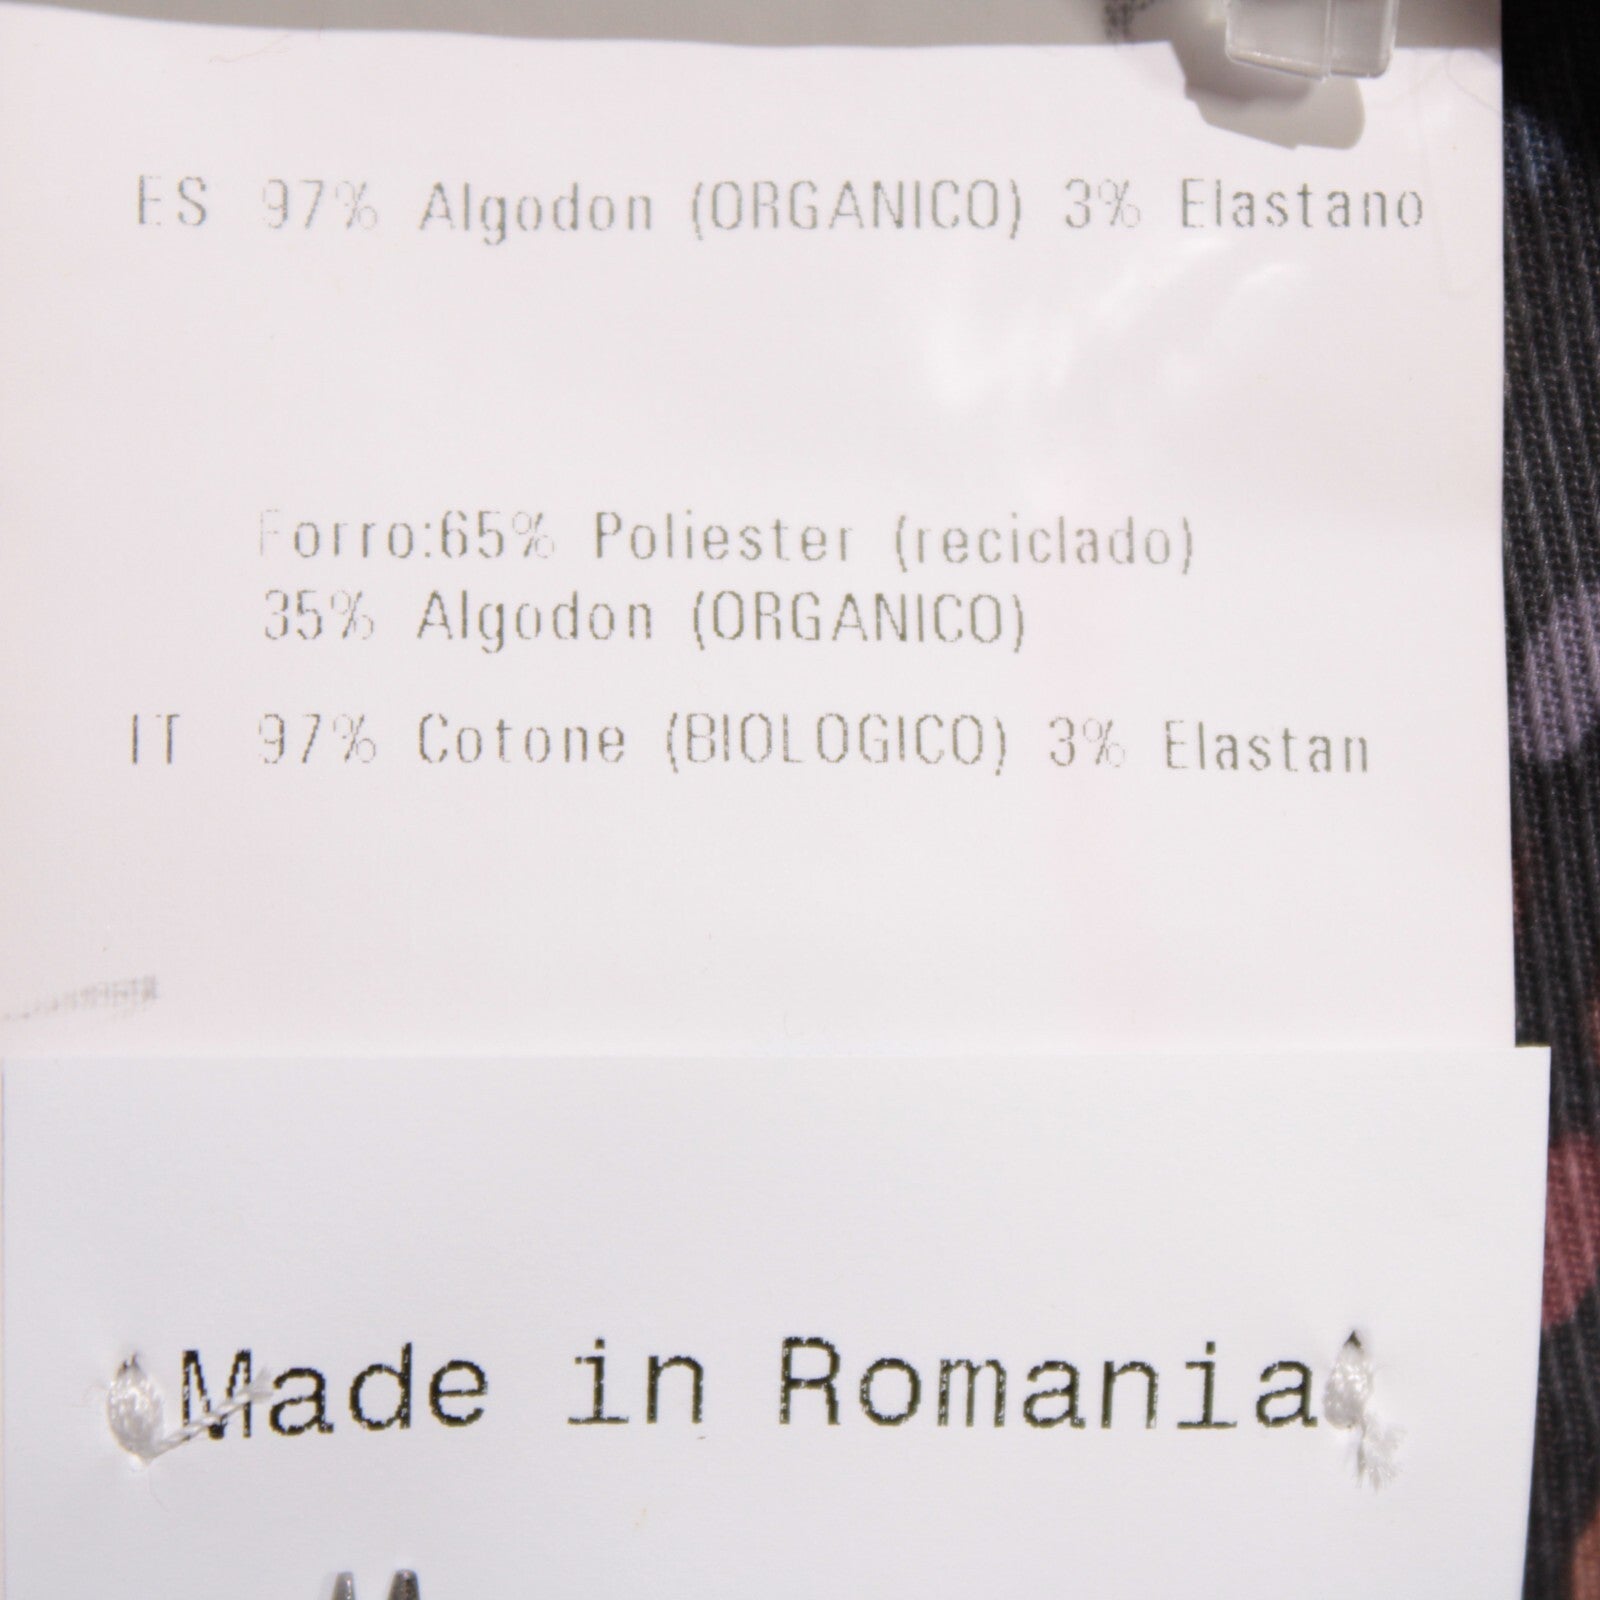 ES 97% Algodon (ORGANICO) 3% Elastano
Forro:65% Poliester (reciclado)
35% Algodon (ORGANICO)
IT 97% Cotone (BIOLOGICO) 3% Elastan
Made in Romania